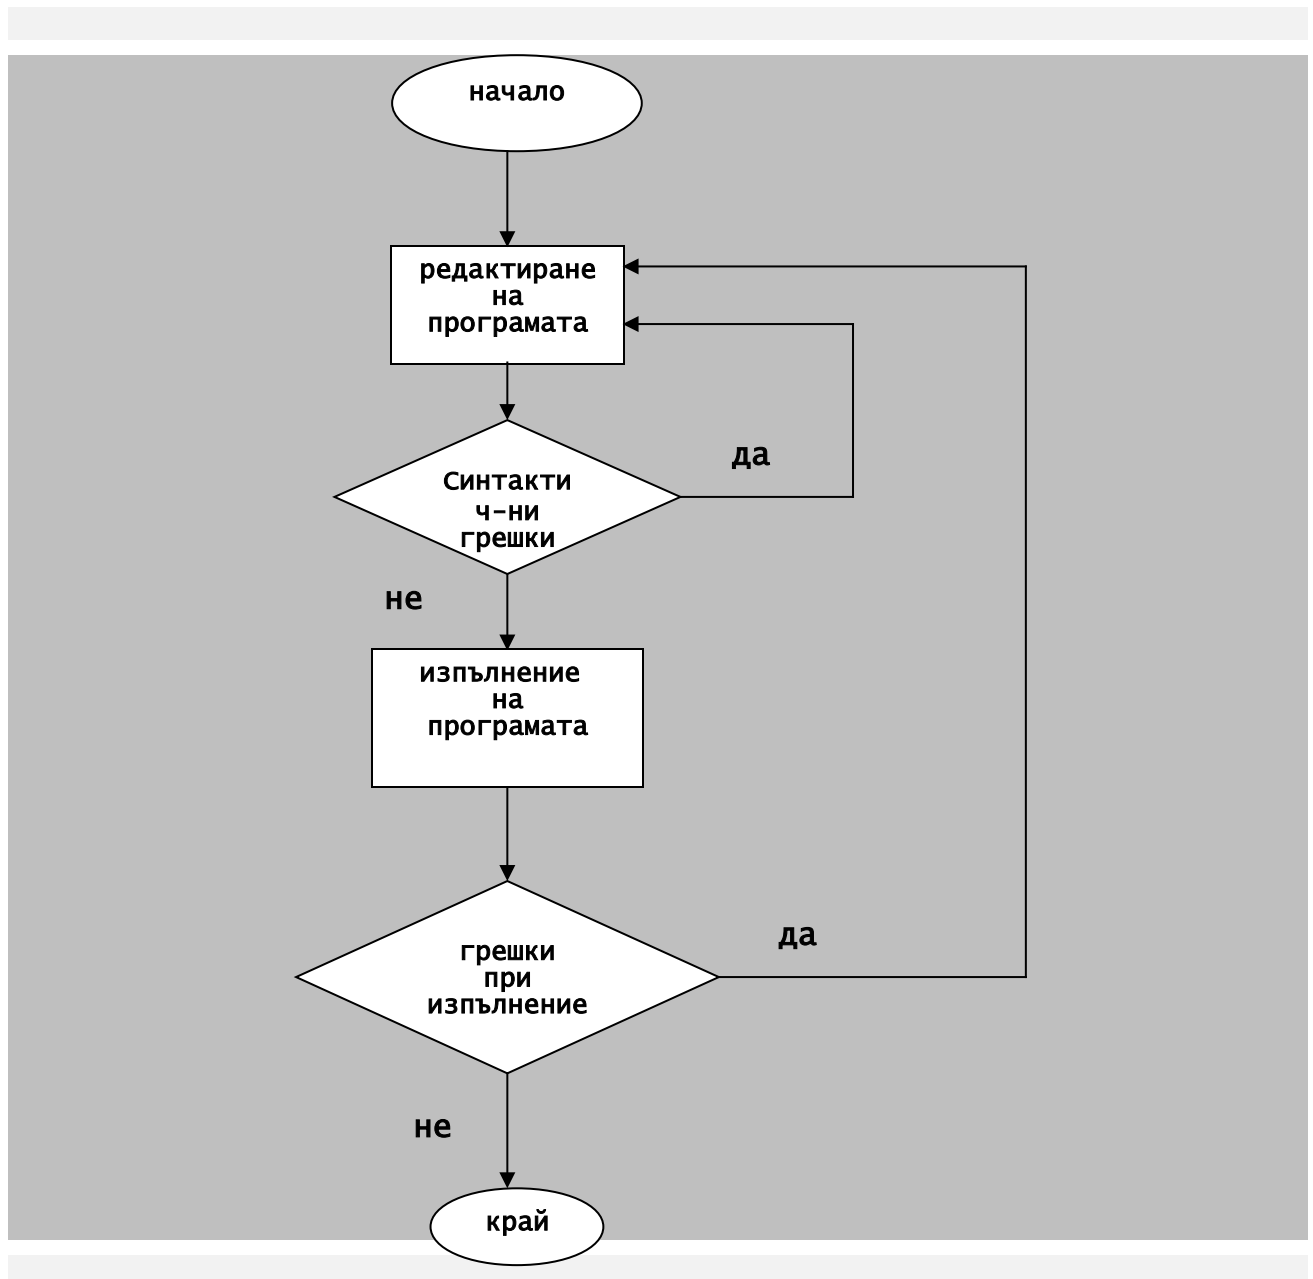 начало
редактиране
на
програмата
да
Синтакти
ч-ни
грешки
не
изпълнение
на
програмата
да
грешки
при
изпълнение
не
край